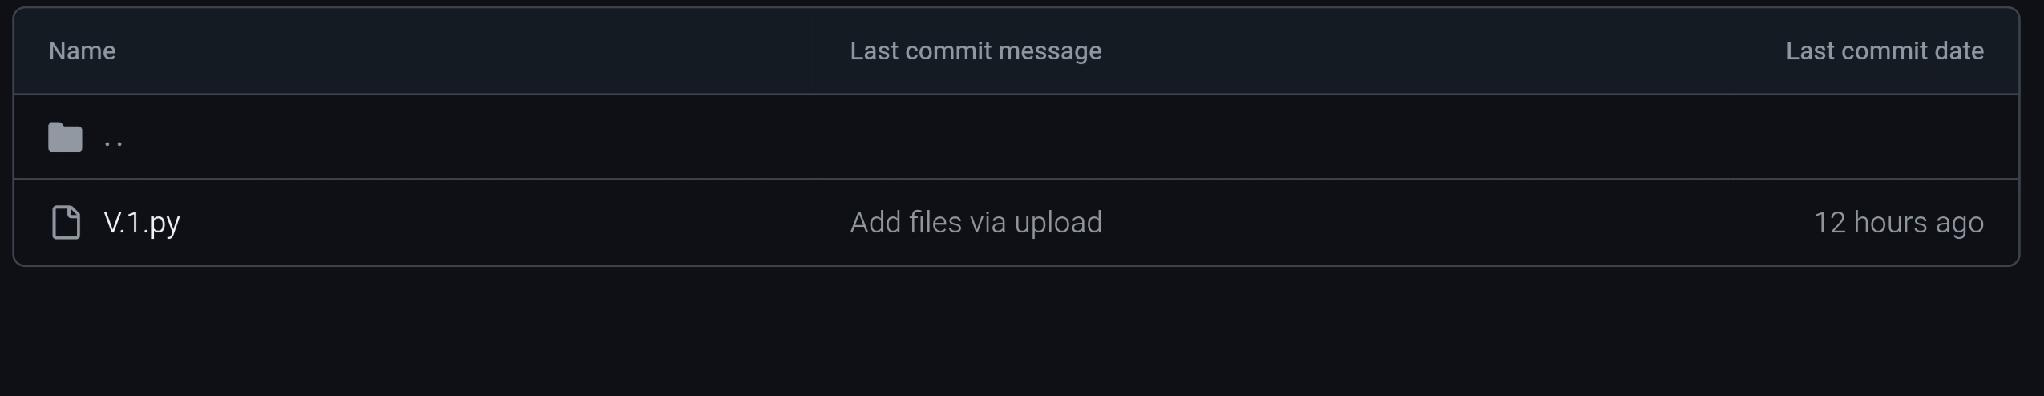 Name Last commit message Last commit date
..
V.1.py Add files via upload 12 hours ago